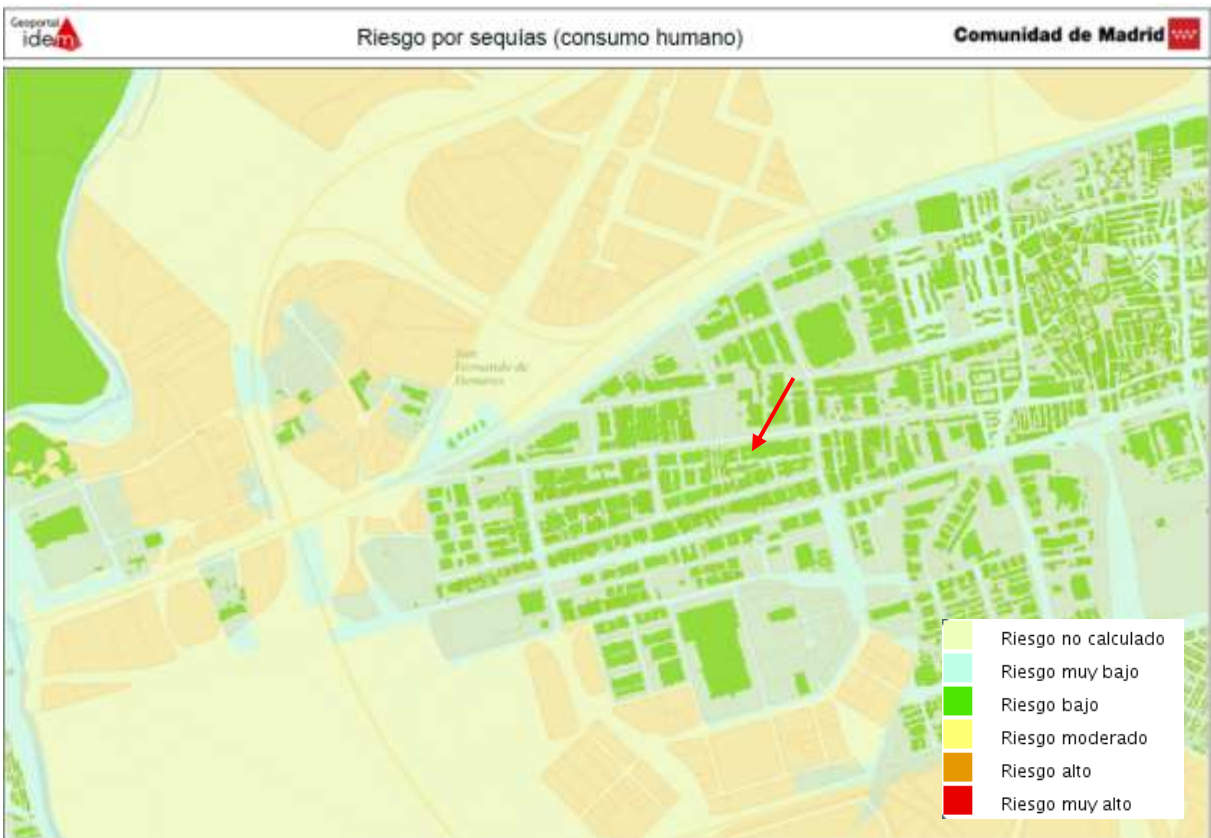 Geoportal
idem
Riesgo por sequias (consumo humano)
Comunidad de Madrid
San
Fernando de
Henares
Riesgo no calculado
Riesgo muy bajo
Riesgo bajo
Riesgo moderado
Riesgo alto
Riesgo muy alto